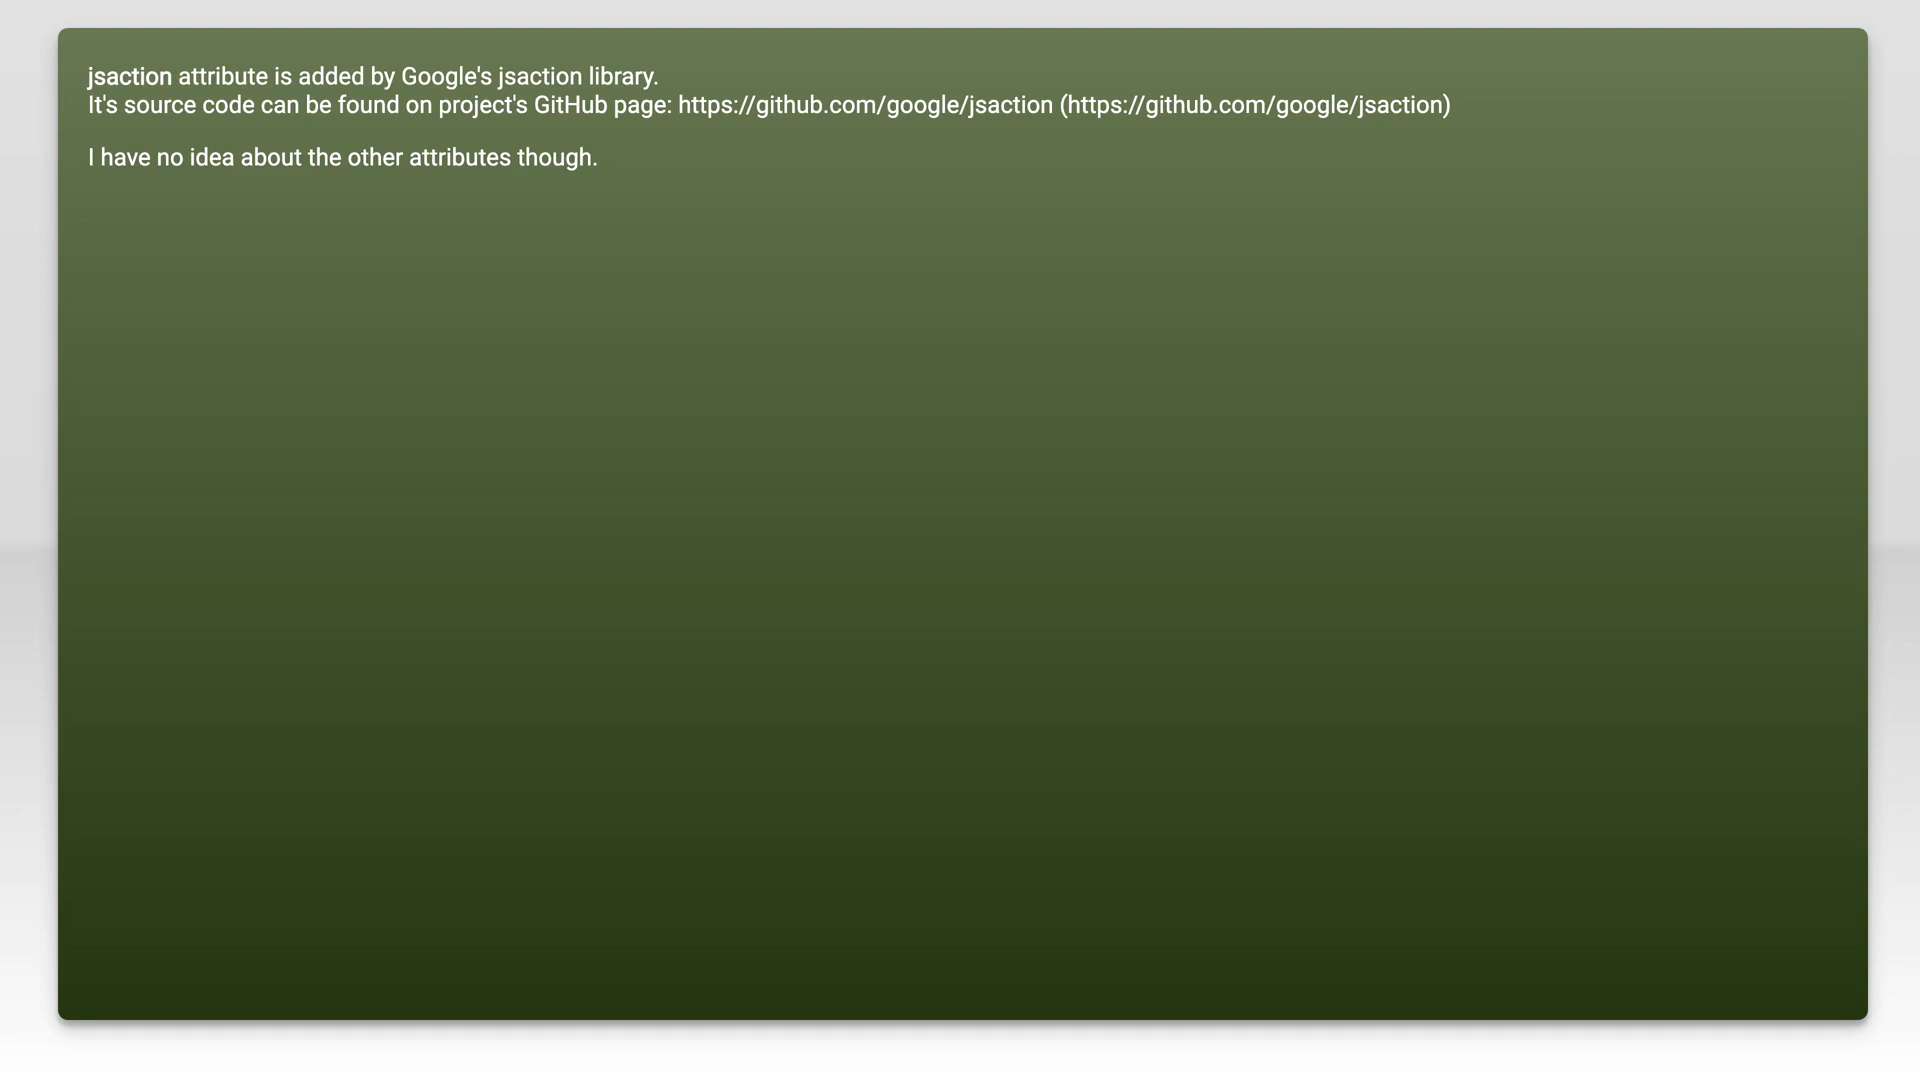 jsaction attribute is added by Google's jsaction library.
It's source code can be found on project's GitHub page: https://github.com/google/jsaction (https://github.com/google/jsaction)
I have no idea about the other attributes though.